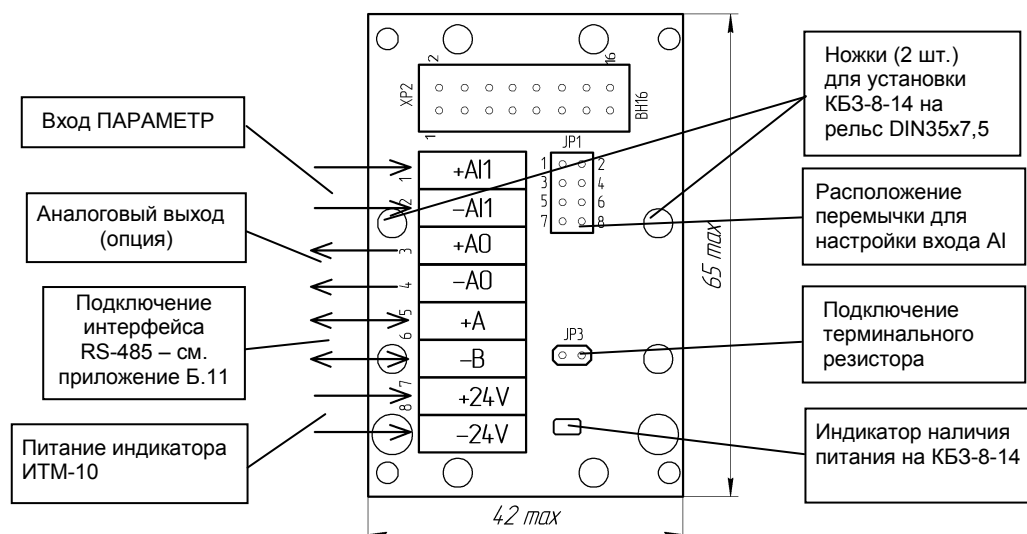 Вход ПАРАМЕТР
Аналоговый выход
(опция)
Подключение
интерфейса
RS-485 – см.
приложение Б.11
Питание индикатора
ИТМ-10
XP2
2
16
1
BH16
JP1
1
2
3
4
5
6
7
8
1
+AI1
2
–AI1
3
+AO
4
–AO
5
+A
6
–B
7
+24V
8
–24V
JP3
65 max
42 max
Ножки (2 шт.)
для установки
КБЗ-8-14 на
рельс DIN35x7,5
Расположение
перемычки для
настройки входа AI
Подключение
терминального
резистора
Индикатор наличия
питания на КБЗ-8-14